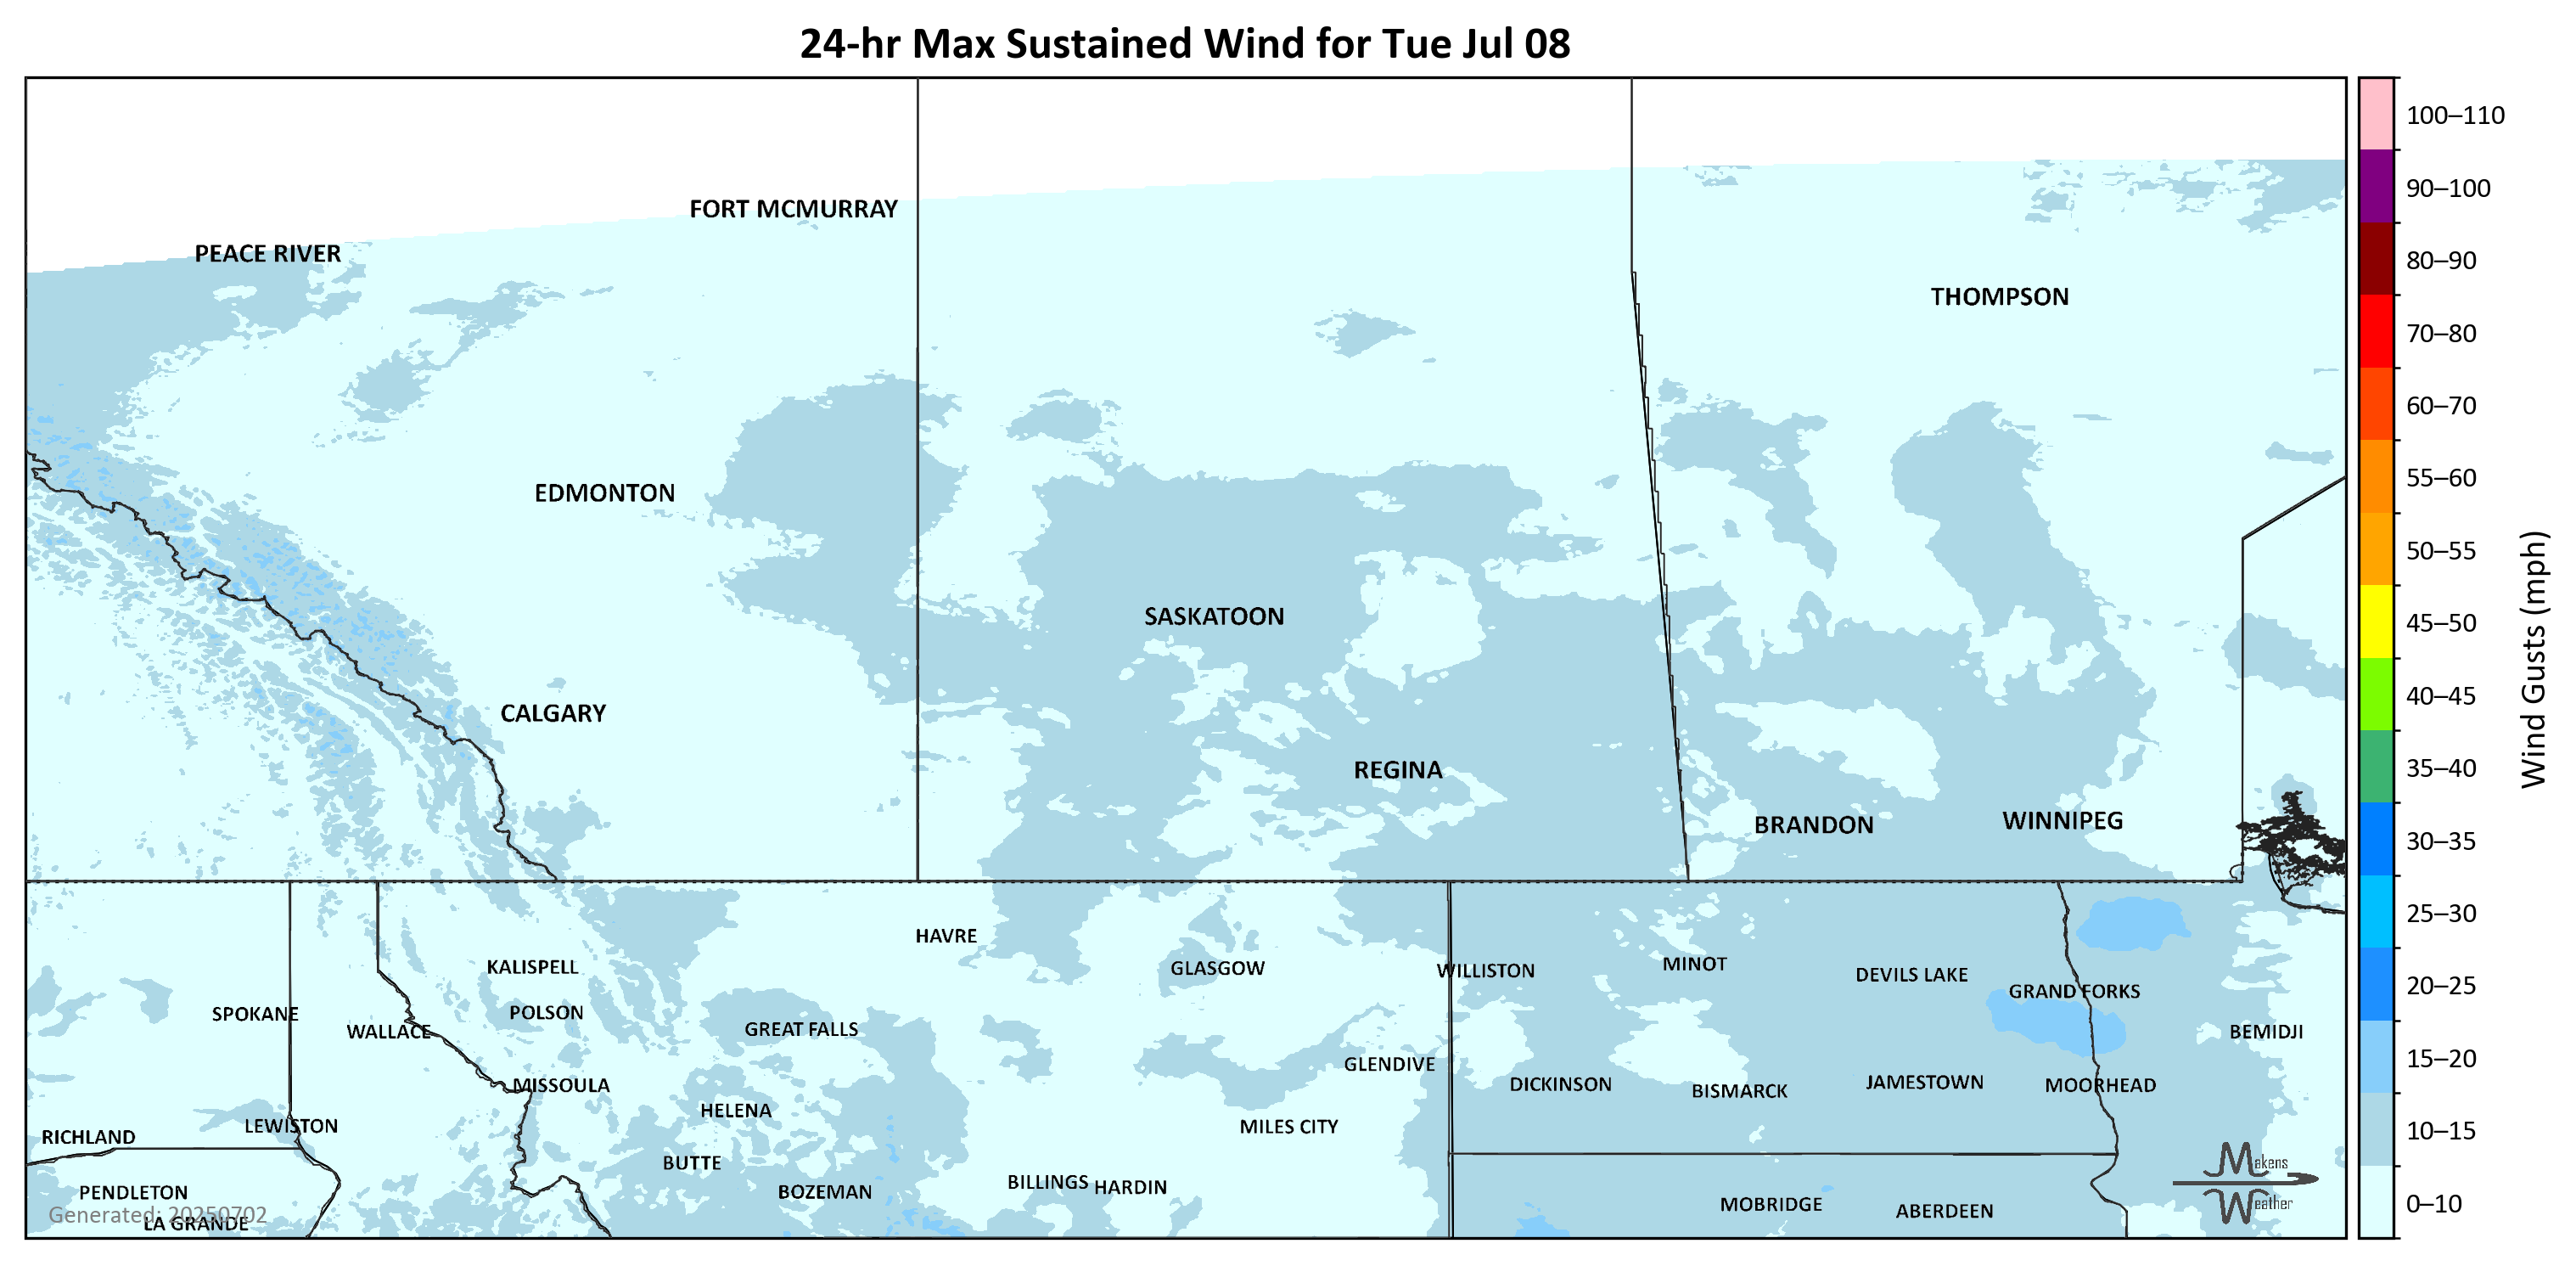 24-hr Max Sustained Wind for Tue Jul 08
FORT MCMURRAY
PEACE RIVER
THOMPSON
EDMONTON
SASKATOON
CALGARY
REGINA
BRANDON
WINNIPEG
HAVRE
KALISPELL
GLASGOW
WILLISTON
MINOT
DEVILS LAKE
GRAND FORKS
SPOKANE
POLSON
WALLACE
GREAT FALLS
BEMIDJI
GLENDIVE
MISSOULA
DICKINSON
BISMARCK
JAMESTOWN
MOORHEAD
HELENA
LEWISTON
MILES CITY
RICHLAND
BUTTE
PENDLETON
BOZEMAN
BILLINGS
HARDIN
MOBRIDGE
ABERDEEN
Generated: 20250702
LA GRANDE
Makens
Weather
100–110
90–100
80–90
70–80
60–70
55–60
50–55
45–50
40–45
35–40
30–35
25–30
20–25
15–20
10–15
0–10
Wind Gusts (mph)